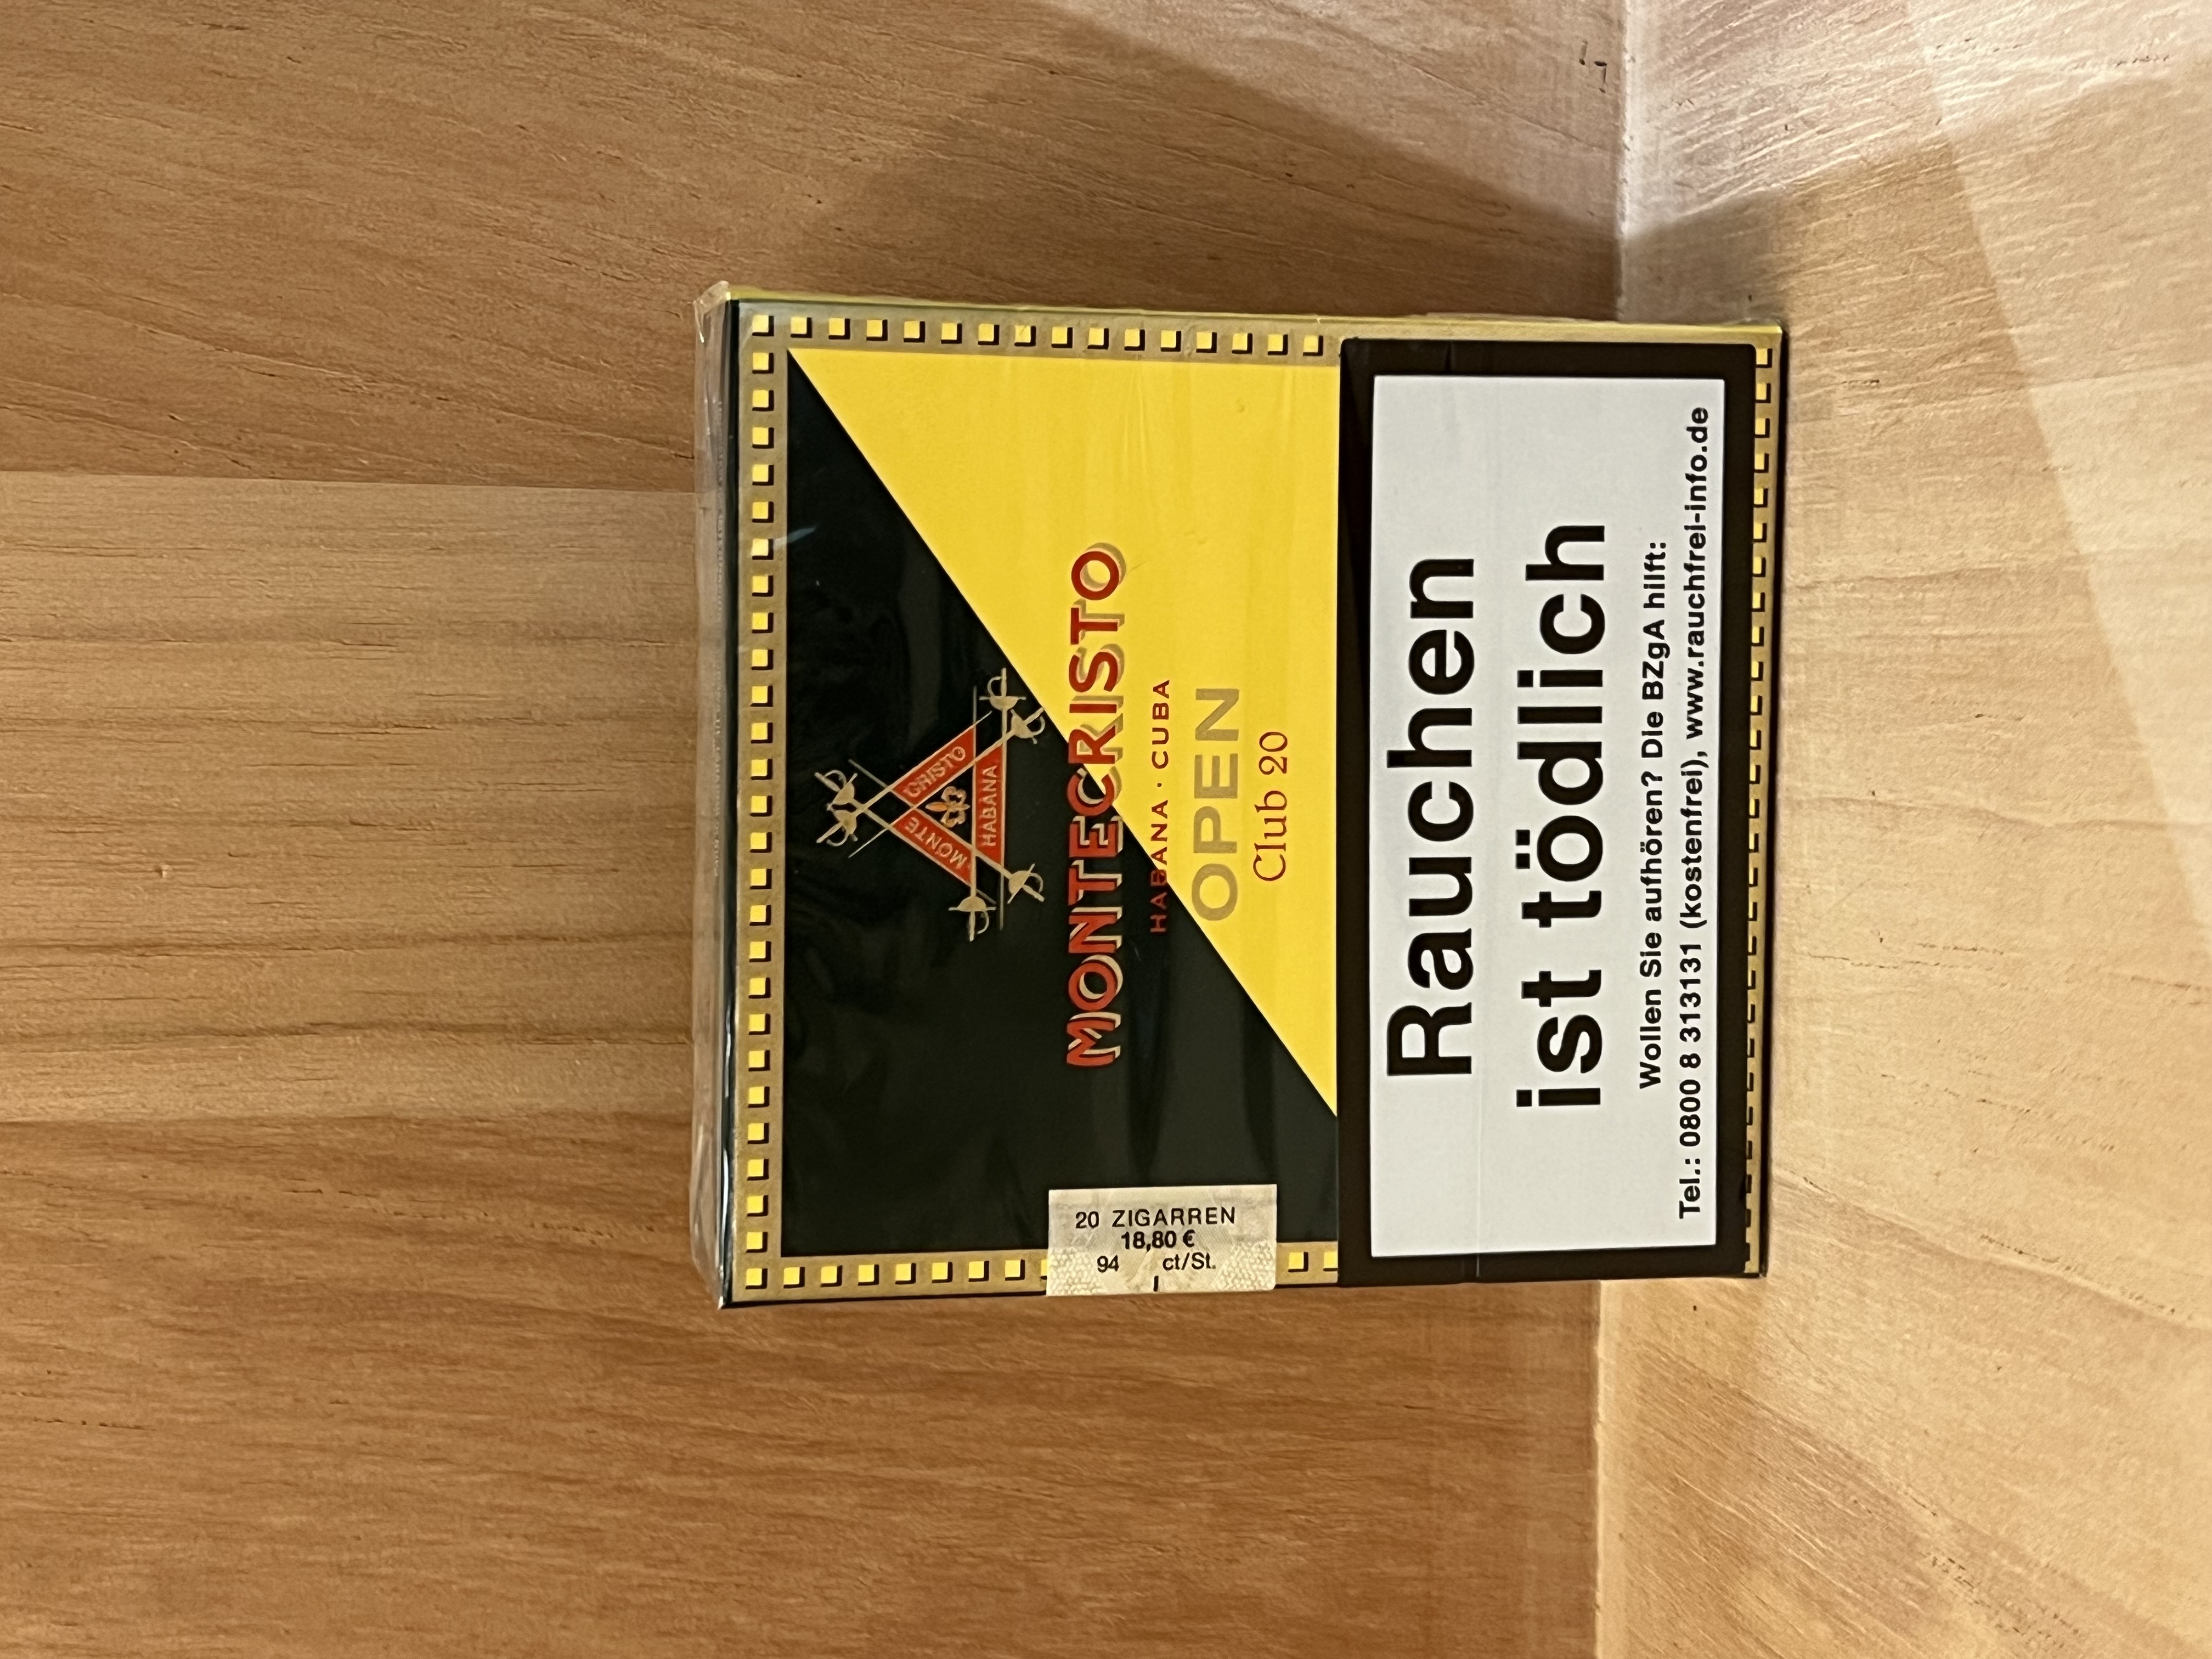 MONTE
CRISTO
HABANA
MONTECRISTO
HABANA · CUBA
OPEN
Club 20
20 ZIGARREN
18,80 €
94 ct/St.
Rauchen
ist tödlich
Wollen Sie aufhören? Die BZgA hilft:
Tel.: 0800 8 313131 (kostenfrei), www.rauchfrei-info.de